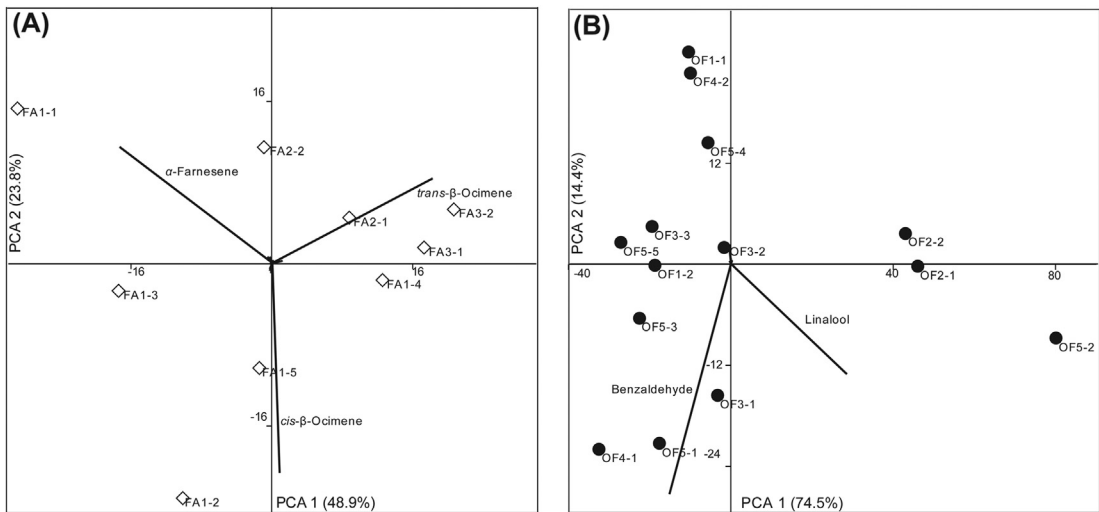 (A)
16
FA1-1
FA2-2
α-Farnesene
trans-β-Ocimene
FA3-2
FA2-1
FA3-1
-16
16
FA1-4
FA1-3
FA1-5
-16
cis-β-Ocimene
FA1-2
PCA 2 (23.8%)
PCA 1 (48.9%)
(B)
OF1-1
OF4-2
OF5-4
12
OF3-3
OF2-2
OF5-5
OF3-2
OF1-2
OF2-1
-40
40
80
OF5-3
Linalool
OF5-2
-12
Benzaldehyde
OF3-1
OF4-1
-24
PCA 2 (14.4%)
PCA 1 (74.5%)